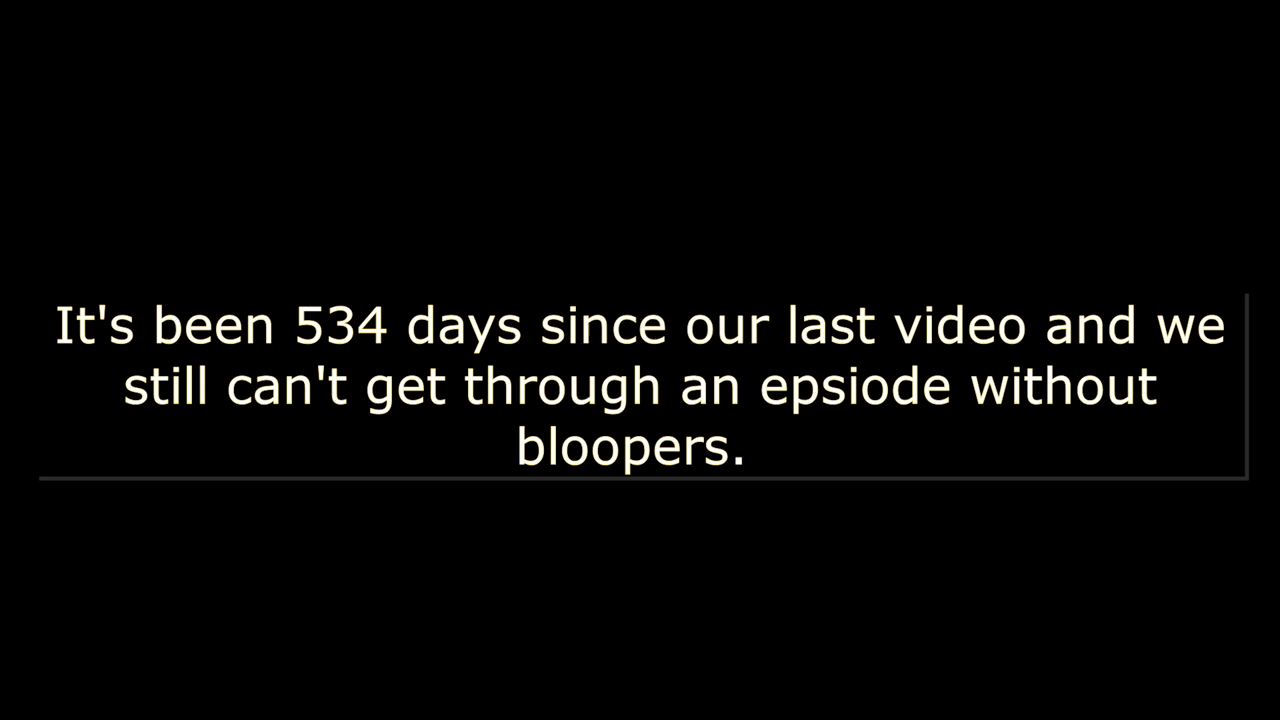 It's been 534 days since our last video and we
still can't get through an epsiode without
bloopers.